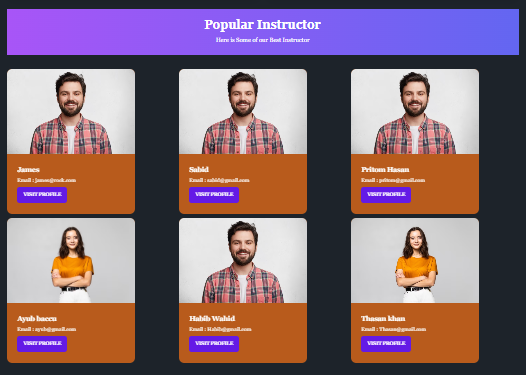 Popular Instructor
Here is Some of our Best Instructor
James
Email : james@rock.com
VISIT PROFILE
Sabid
Email : sabid@gmail.com
VISIT PROFILE
Pritom Hasan
Email : pritom@gmail.com
VISIT PROFILE
Ayub baccu
Email : ayub@gmail.com
VISIT PROFILE
Habib Wahid
Email : Habib@gmail.com
VISIT PROFILE
Thasan khan
Email : Thasan@gmail.com
VISIT PROFILE